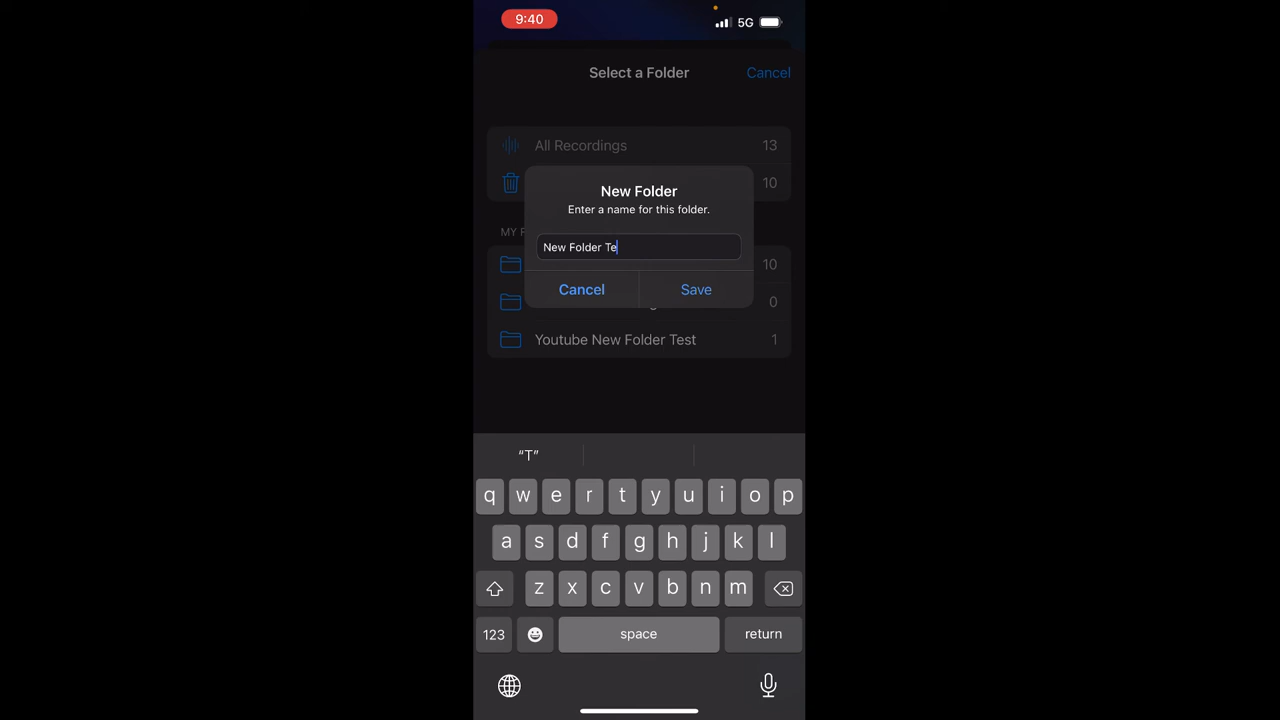 9:40
5G
Select a Folder
Cancel
All Recordings
13
10
New Folder
Enter a name for this folder.
MY F
New Folder Te
10
Cancel
Save
0
Youtube New Folder Test
1
“T”
q w e r t y u i o p
a s d f g h j k l
z x c v b n m
123
space
return